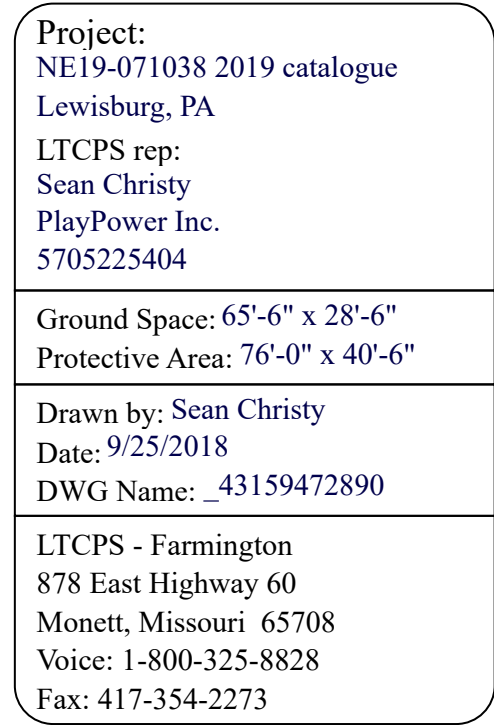 Project:
NE19-071038 2019 catalogue
Lewisburg, PA
LTCPS rep:
Sean Christy
PlayPower Inc.
5705225404
Ground Space: 65'-6" x 28'-6"
Protective Area: 76'-0" x 40'-6"
Drawn by: Sean Christy
Date: 9/25/2018
DWG Name: _43159472890
LTCPS - Farmington
878 East Highway 60
Monett, Missouri  65708
Voice: 1-800-325-8828
Fax: 417-354-2273